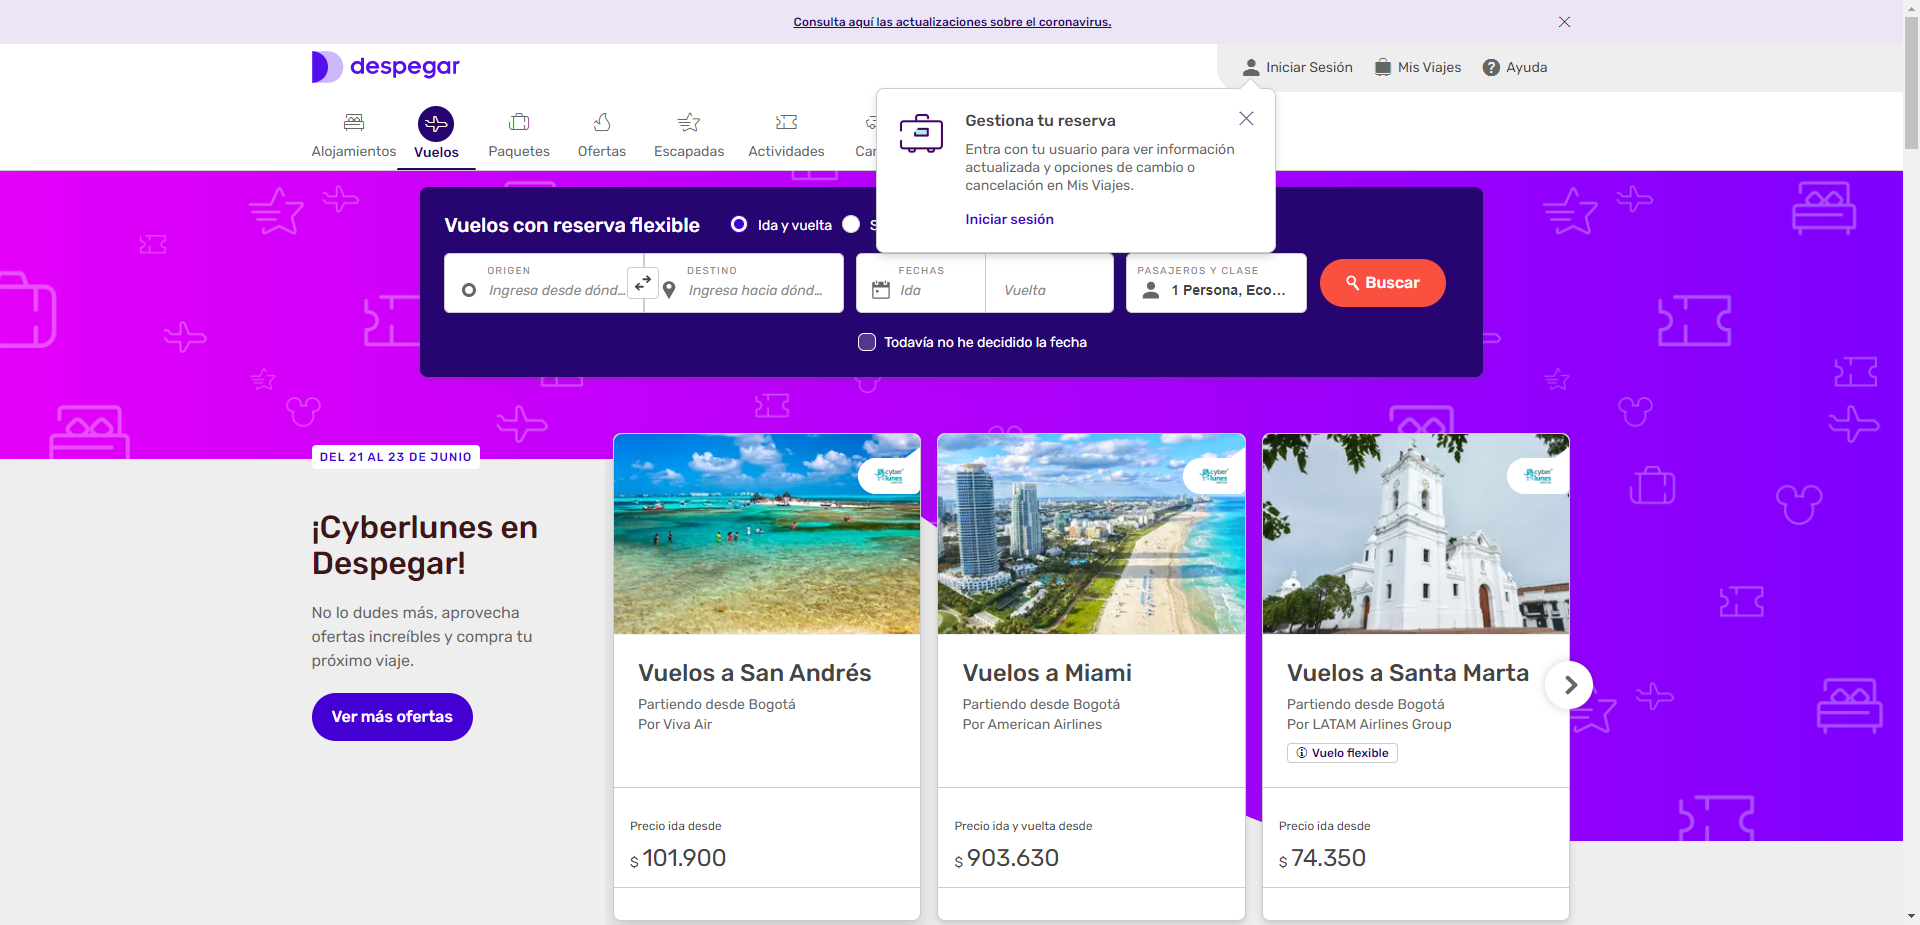 Consulta aquí las actualizaciones sobre el coronavirus.
despegar
Iniciar Sesión
Mis Viajes
Ayuda
Alojamientos
Vuelos
Paquetes
Ofertas
Escapadas
Actividades
Gestiona tu reserva
Entra con tu usuario para ver información
actualizada y opciones de cambio o
cancelación en Mis Viajes.
Iniciar sesión
Vuelos con reserva flexible
Ida y vuelta
ORIGEN
Ingresa desde dónd...
DESTINO
Ingresa hacia dónd...
FECHAS
Ida
Vuelta
PASAJEROS Y CLASE
1 Persona, Eco...
Buscar
Todavía no he decidido la fecha
DEL 21 AL 23 DE JUNIO
¡Cyberlunes en
Despegar!
No lo dudes más, aprovecha
ofertas increíbles y compra tu
próximo viaje.
Ver más ofertas
cyber
lunes
Vuelos a San Andrés
Partiendo desde Bogotá
Por Viva Air
Precio ida desde
$ 101.900
cyber
lunes
Vuelos a Miami
Partiendo desde Bogotá
Por American Airlines
Precio ida y vuelta desde
$ 903.630
cyber
lunes
Vuelos a Santa Marta
Partiendo desde Bogotá
Por LATAM Airlines Group
Vuelo flexible
Precio ida desde
$ 74.350